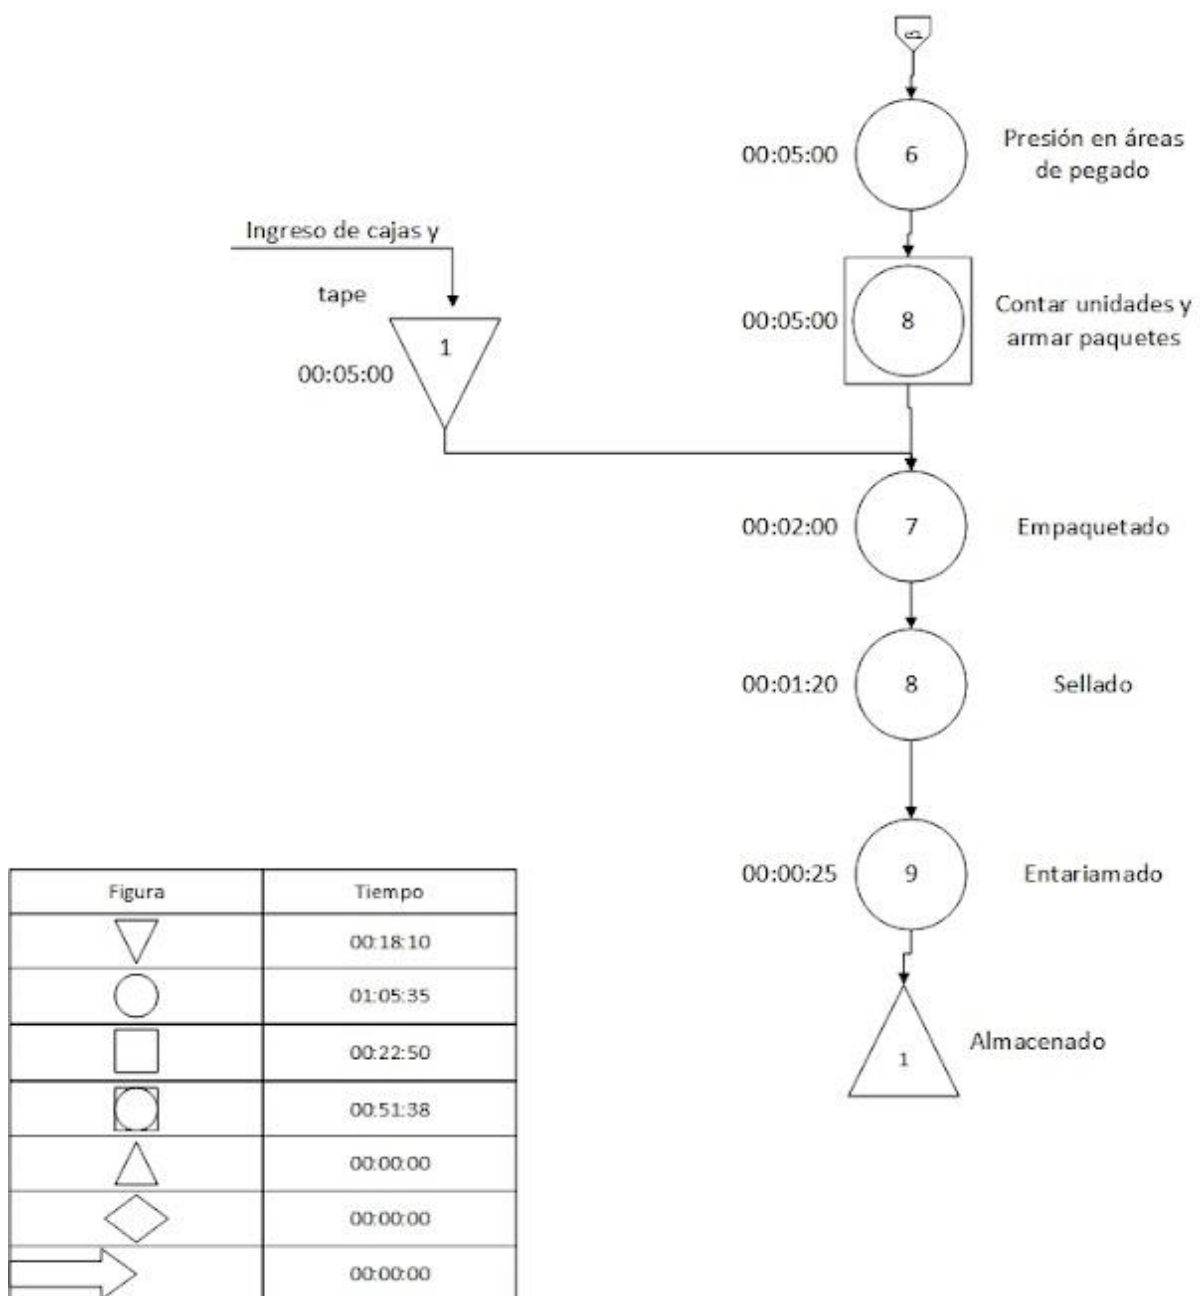 B
00:05:00
6
Presión en áreas
de pegado
Ingreso de cajas y
tape
00:05:00
1
00:05:00
8
Contar unidades y
armar paquetes
00:02:00
7
Empaquetado
00:01:20
8
Sellado
00:00:25
9
Entariamado
1
Almacenado
Figura
Tiempo
00:18:10
01:05:35
00:22:50
00:51:38
00:00:00
00:00:00
00:00:00